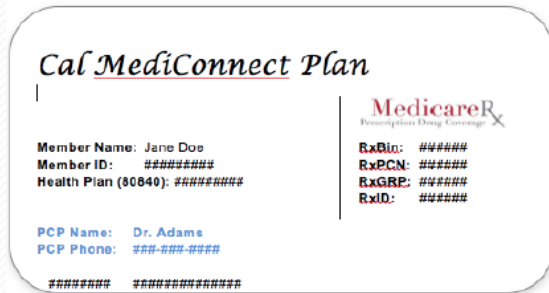 Cal MediConnect Plan
MedicareRx
Prescription Drug Coverage
Member Name: Jane Doe
Member ID: #########
Health Plan (80840): #########
RxBin: ######
RxPCN: ######
RxGRP: ######
RxID: ######
PCP Name: Dr. Adams
PCP Phone: ###-###-####
######## ##############